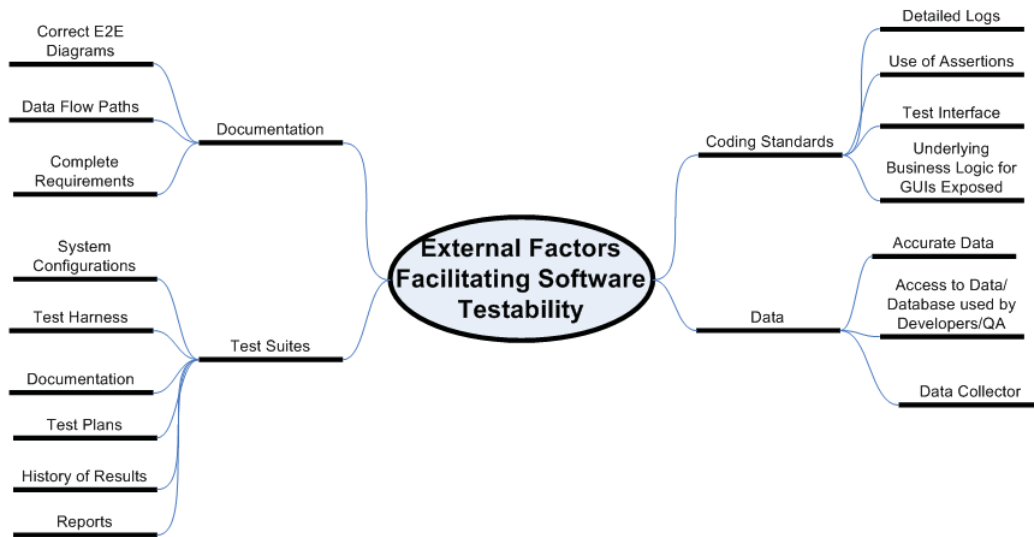 Correct E2E
Diagrams
Data Flow Paths
Complete
Requirements
Documentation
System
Configurations
Test Harness
Documentation
Test Plans
History of Results
Reports
Test Suites
External Factors
Facilitating Software
Testability
Detailed Logs
Use of Assertions
Test Interface
Underlying
Business Logic for
GUIs Exposed
Coding Standards
Accurate Data
Access to Data/
Database used by
Developers/QA
Data Collector
Data